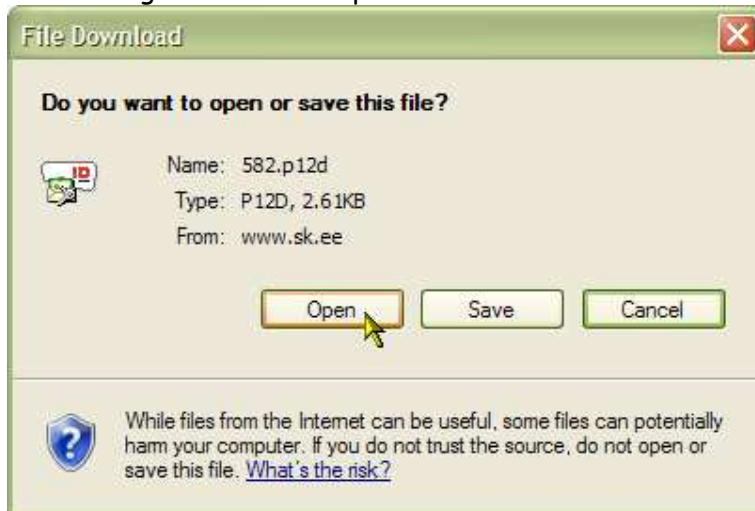 File Download
Do you want to open or save this file?
ID
Name: 582.p12d
Type: P12D, 2.61KB
From: www.sk.ee
Open Save Cancel
While files from the Internet can be useful, some files can potentially
harm your computer. If you do not trust the source, do not open or
save this file. What's the risk?